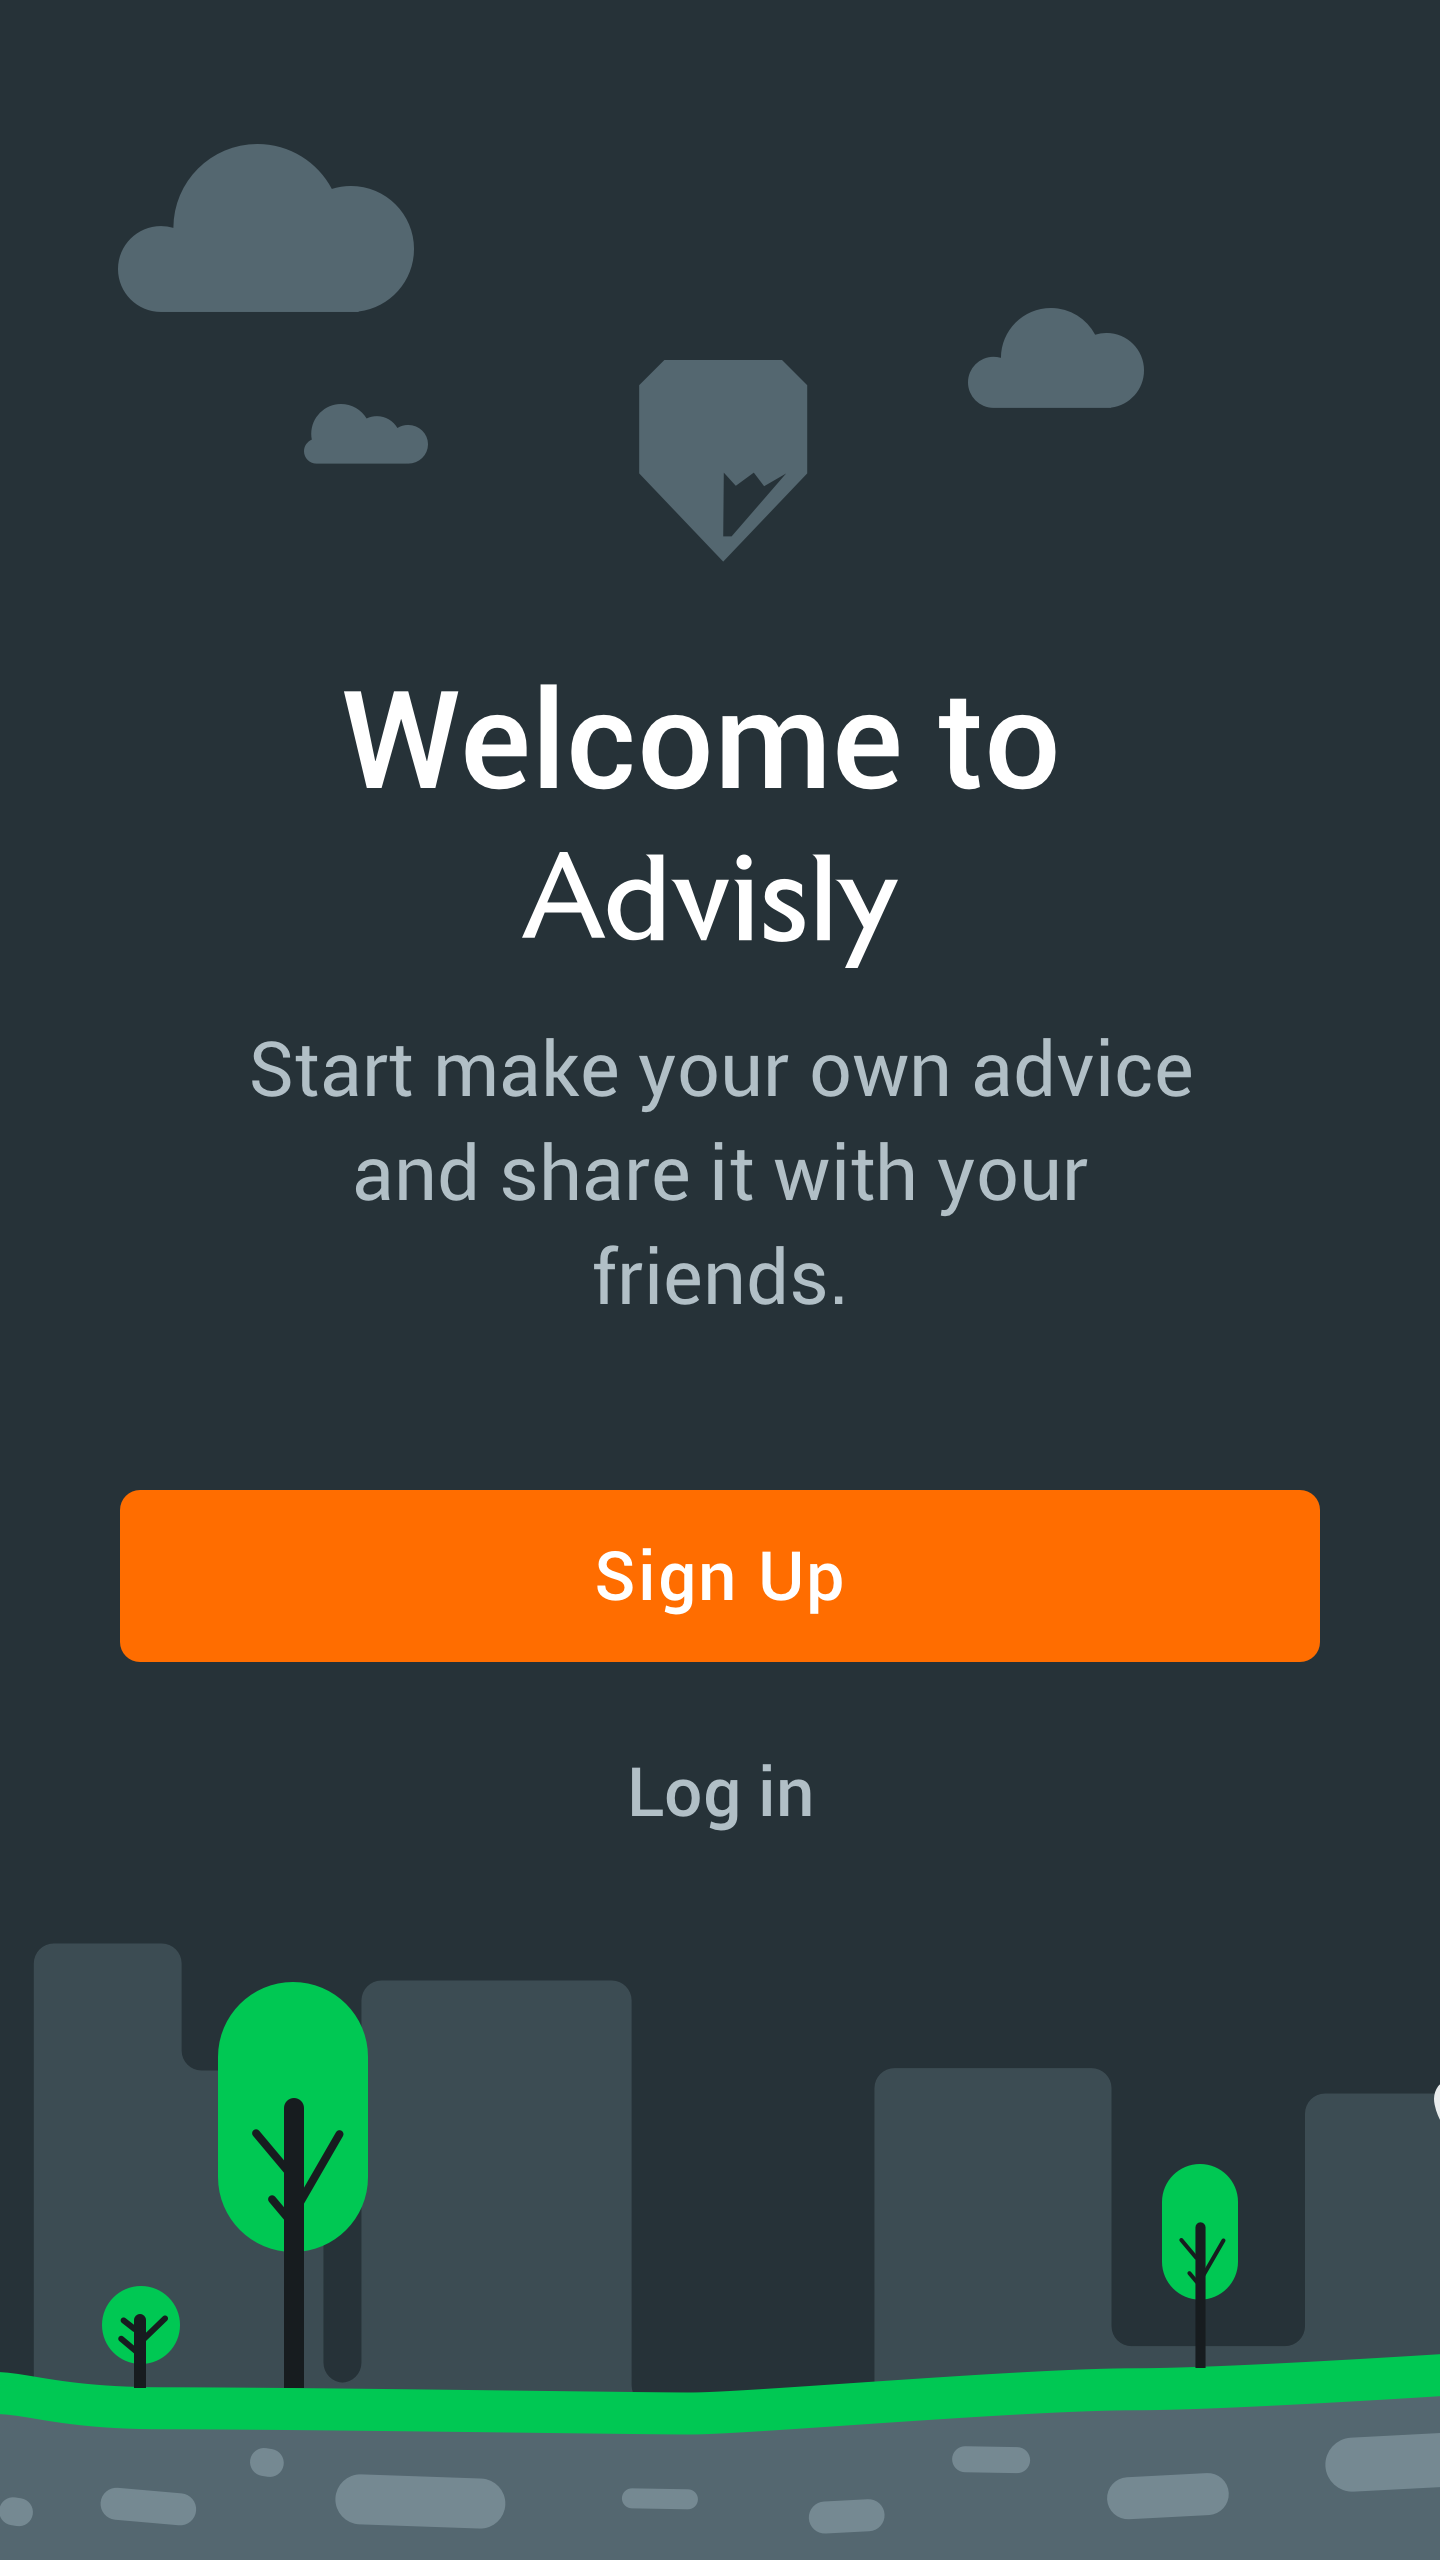 Welcome to
Advisly
Start make your own advice
and share it with your
friends.
Sign Up
Log in